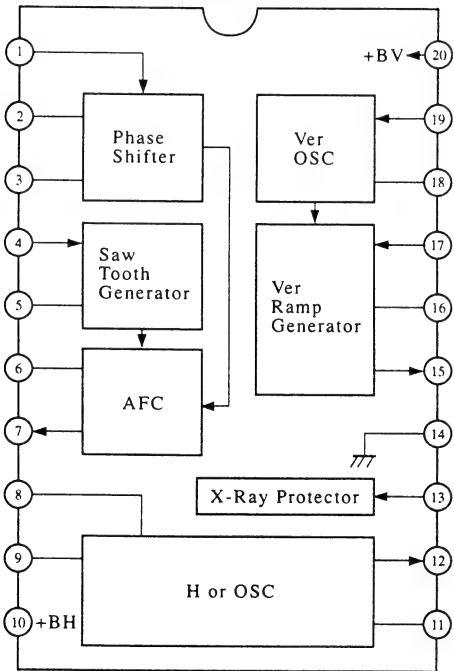 1
2
3
4
5
6
7
8
9
10
+BH
Phase
Shifter
Saw
Tooth
Generator
AFC
H or OSC
X-Ray Protector
Ver
OSC
Ver
Ramp
Generator
+BV
20
19
18
17
16
15
14
13
12
11